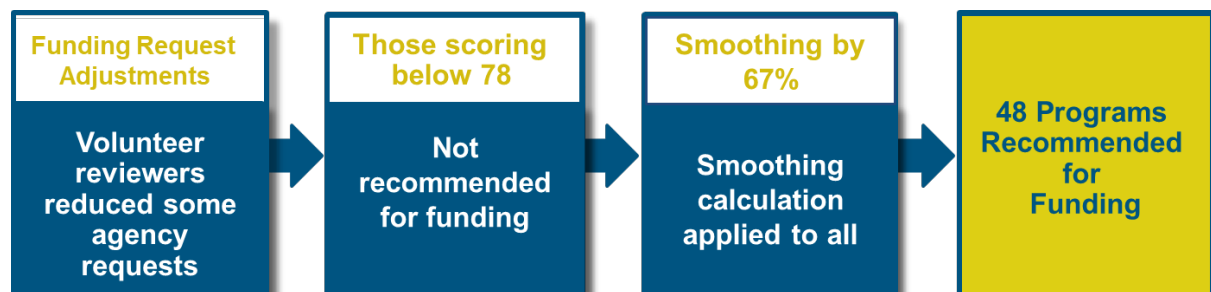 Funding Request
Adjustments
Volunteer
reviewers
reduced some
agency
requests
Those scoring
below 78
Not
recommended
for funding
Smoothing by
67%
Smoothing
calculation
applied to all
48 Programs
Recommended
for
Funding